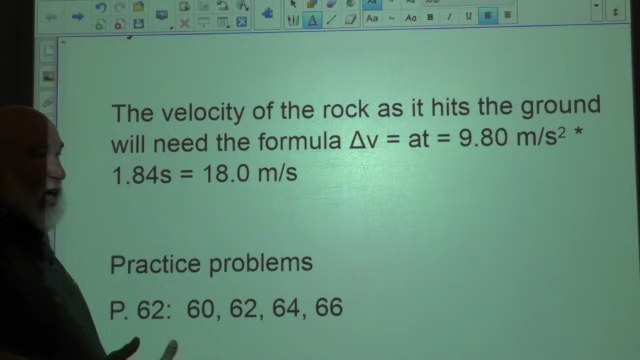 The velocity of the rock as it hits the ground
will need the formula Δv = at = 9.80 m/s² *
1.84s = 18.0 m/s
Practice problems
P. 62:  60, 62, 64, 66